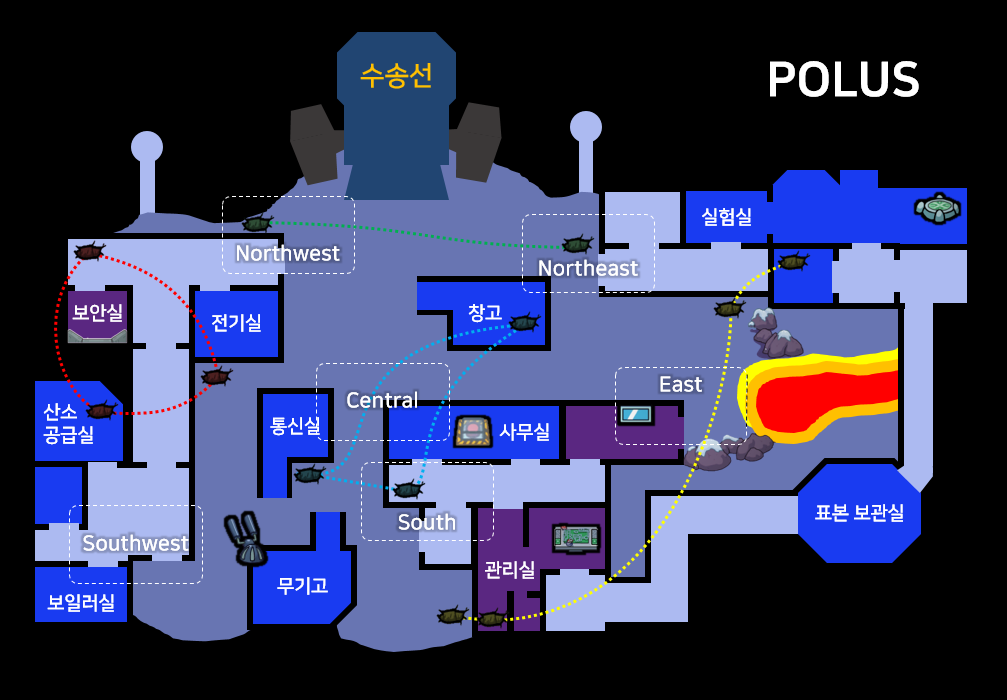 수송선
POLUS
실험실
Northwest
Northeast
보안실
전기실
창고
East
Central
산소
공급실
통신실
사무실
표본 보관실
South
Southwest
관리실
무기고
보일러실